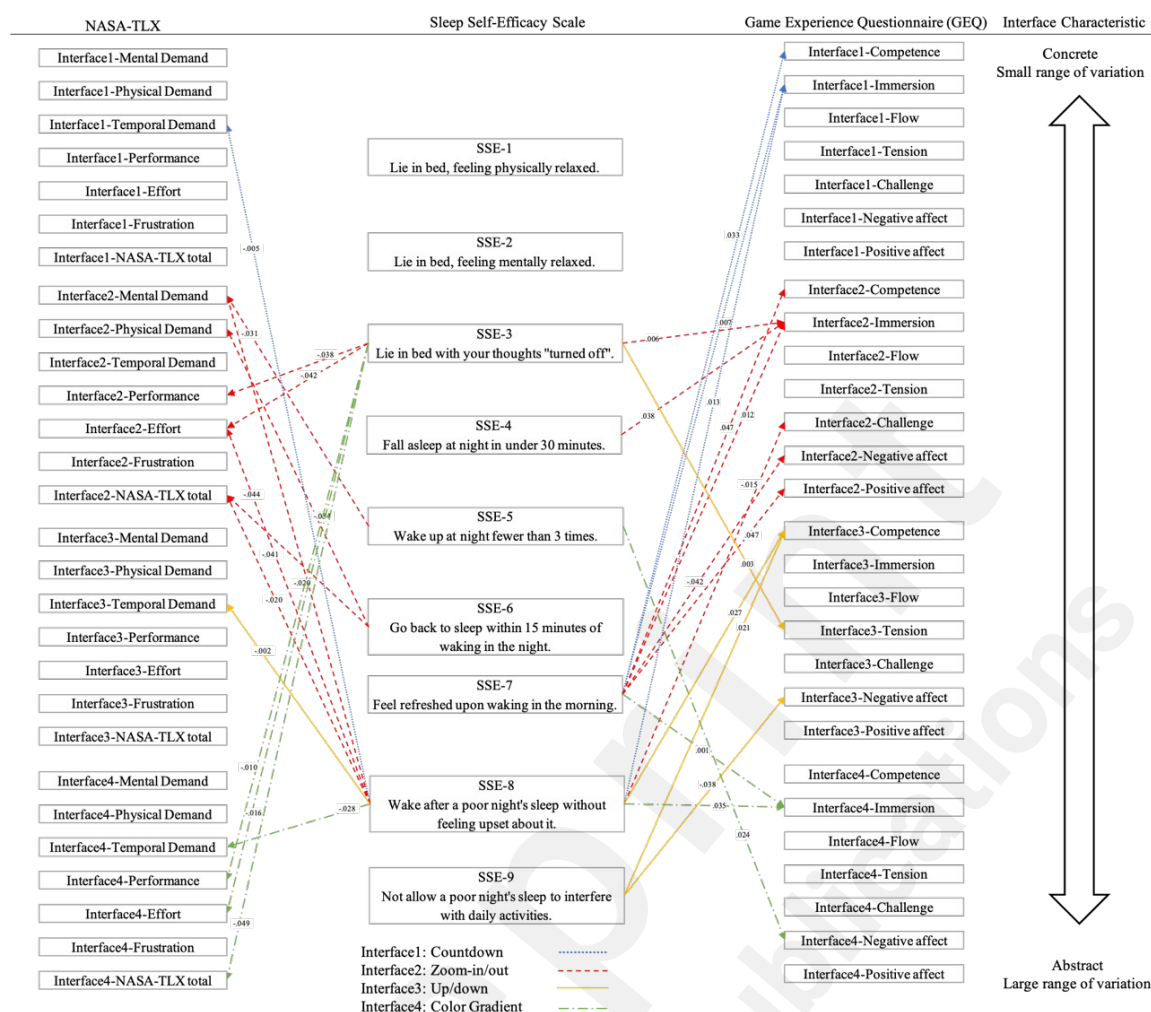 NASA-TLX
Sleep Self-Efficacy Scale
Game Experience Questionnaire (GEQ)
Interface Characteristic
Interface1-Mental Demand
Interface1-Physical Demand
Interface1-Temporal Demand
Interface1-Performance
Interface1-Effort
Interface1-Frustration
Interface1-NASA-TLX total
Interface2-Mental Demand
Interface2-Physical Demand
Interface2-Temporal Demand
Interface2-Performance
Interface2-Effort
Interface2-Frustration
Interface2-NASA-TLX total
Interface3-Mental Demand
Interface3-Physical Demand
Interface3-Temporal Demand
Interface3-Performance
Interface3-Effort
Interface3-Frustration
Interface3-NASA-TLX total
Interface4-Mental Demand
Interface4-Physical Demand
Interface4-Temporal Demand
Interface4-Performance
Interface4-Effort
Interface4-Frustration
Interface4-NASA-TLX total
-.005
-.031
-.038
-.042
-.044
-.041
-.020
-.002
-.010
-.016
-.028
-.049
SSE-1
Lie in bed, feeling physically relaxed.
SSE-2
Lie in bed, feeling mentally relaxed.
SSE-3
Lie in bed with your thoughts "turned off".
SSE-4
Fall asleep at night in under 30 minutes.
SSE-5
Wake up at night fewer than 3 times.
SSE-6
Go back to sleep within 15 minutes of
waking in the night.
SSE-7
Feel refreshed upon waking in the morning.
SSE-8
Wake after a poor night's sleep without
feeling upset about it.
SSE-9
Not allow a poor night's sleep to interfere
with daily activities.
Interface1: Countdown
Interface2: Zoom-in/out
Interface3: Up/down
Interface4: Color Gradient
.033
.007
.006
.013
.012
.038
.047
-.015
.047
.003
-.042
.027
.021
.001
-.038
.035
.024
Interface1-Competence
Interface1-Immersion
Interface1-Flow
Interface1-Tension
Interface1-Challenge
Interface1-Negative affect
Interface1-Positive affect
Interface2-Competence
Interface2-Immersion
Interface2-Flow
Interface2-Tension
Interface2-Challenge
Interface2-Negative affect
Interface2-Positive affect
Interface3-Competence
Interface3-Immersion
Interface3-Flow
Interface3-Tension
Interface3-Challenge
Interface3-Negative affect
Interface3-Positive affect
Interface4-Competence
Interface4-Immersion
Interface4-Flow
Interface4-Tension
Interface4-Challenge
Interface4-Negative affect
Interface4-Positive affect
Concrete
Small range of variation
Abstract
Large range of variation